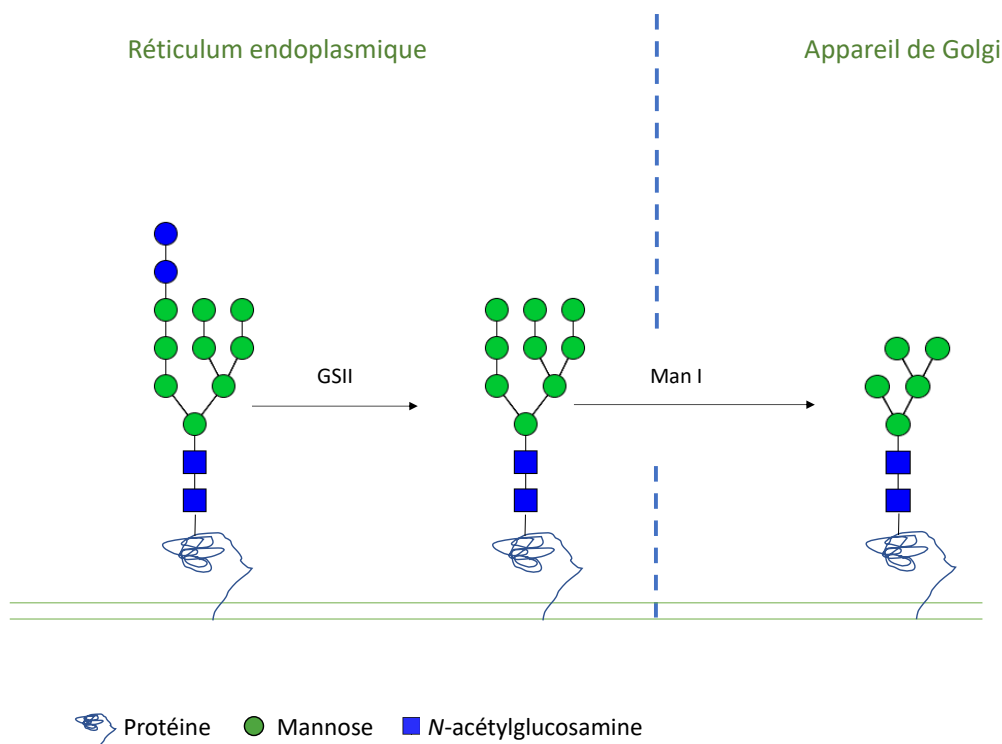 Réticulum endoplasmique
Appareil de Golgi
GSII
Man I
Protéine
Mannose
N-acétylglucosamine